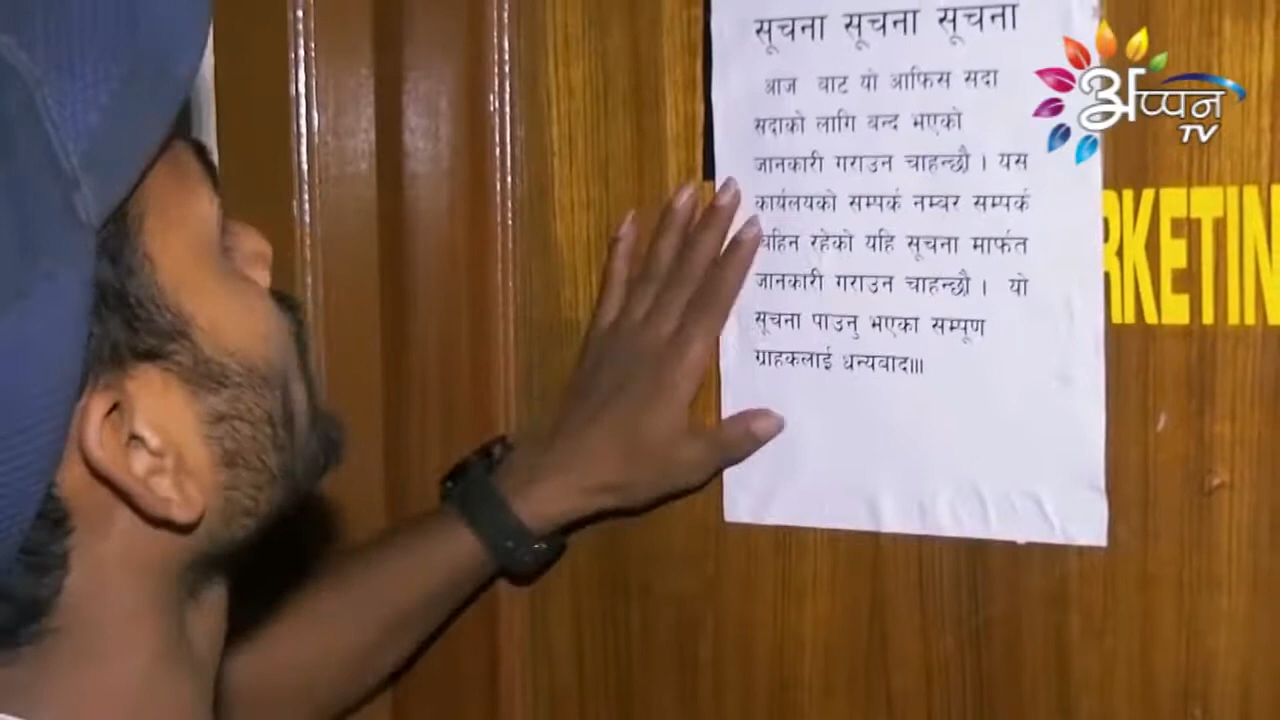 सूचना सूचना सूचना
आज बाट यो आफिस सदा
सदाको लागि बन्द भएको
जानकारी गराउन चाहन्छौ । यस
कार्यलयको सम्पर्क नम्बर सम्पर्क
बहिन रहेको यहि सूचना मार्फत
जानकारी गराउन चाहन्छौ । यो
सूचना पाउनु भएका सम्पूण
ग्राहकलाई धन्यवाद॥।
अप्पन
TV
RKETIN